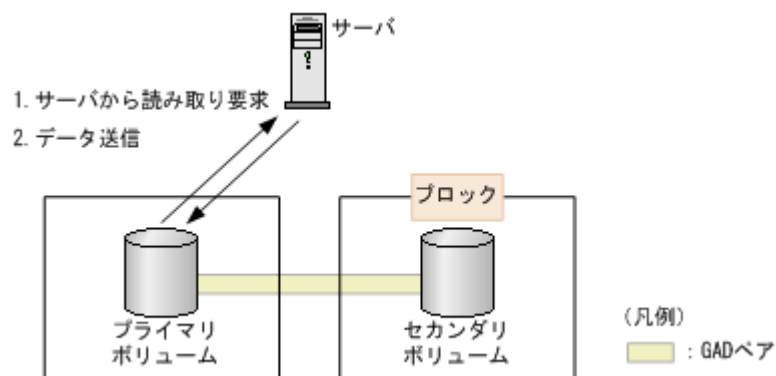 サーバ
1. サーバから読み取り要求
2. データ送信
ブロック
プライマリ
ボリューム
セカンダリ
ボリューム
(凡例)
: GADペア